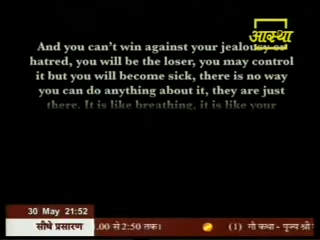 आस्था
And you can't win against your jealousy or
hatred, you will be the loser, you may control
it but you will become sick, there is no way
you can do anything about it, they are just
there. It is like breathing, it is like your
30 May 21:52
सीधे प्रसारण .00 से 2:50 तक। (1) गौ कथा - पूज्य श्री